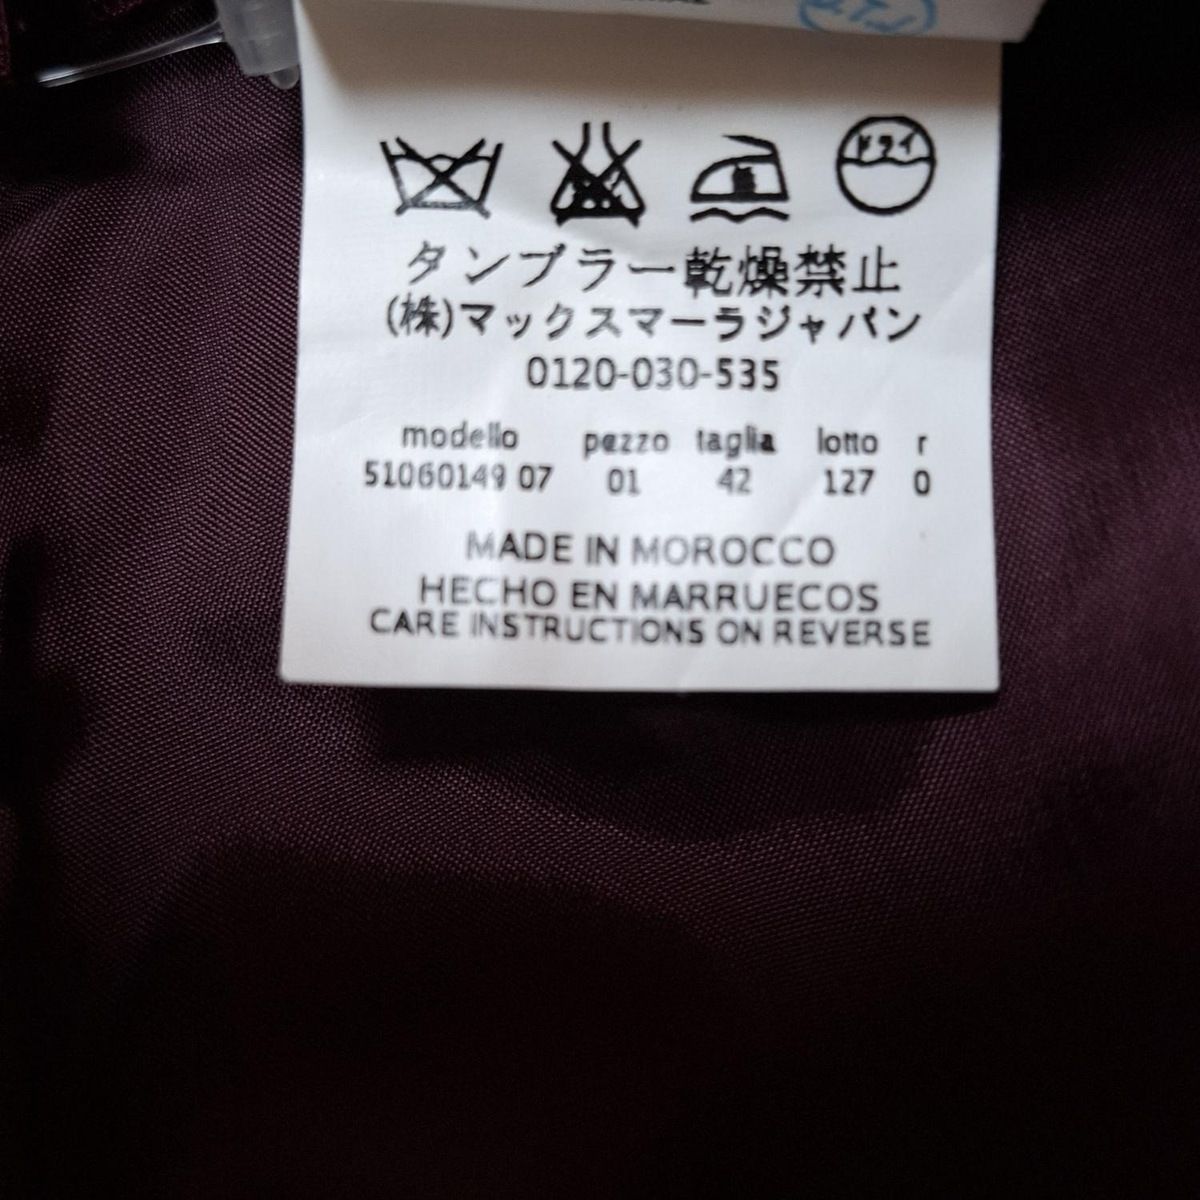 ドライ
タンブラー乾燥禁止
(株)マックスマーラジャパン
0120-030-535
modello pezzo taglia lotto r
51060149 07 01 42 127 0
MADE IN MOROCCO
HECHO EN MARRUECOS
CARE INSTRUCTIONS ON REVERSE